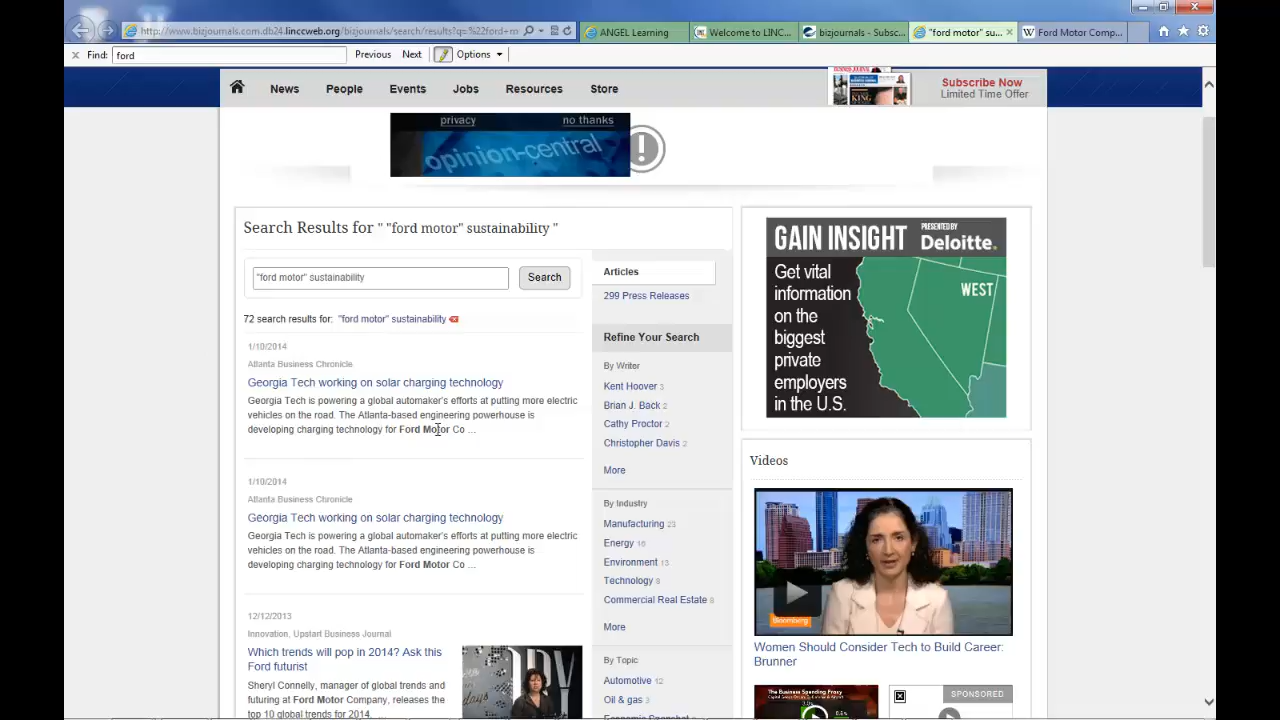 http://www.bizjournals.com.db24.linccweb.org/bizjournals/search/results?q=%22ford+m
ANGEL Learning
Welcome to LINC...
bizjournals - Subsc...
"ford motor" su...
Ford Motor Comp...
Find: ford
Previous
Next
Options
News
People
Events
Jobs
Resources
Store
Subscribe Now
Limited Time Offer
privacy
no thanks
opinion-central
Search Results for " "ford motor" sustainability "
"ford motor" sustainability
Search
72 search results for: "ford motor" sustainability
1/10/2014
Atlanta Business Chronicle
Georgia Tech working on solar charging technology
Georgia Tech is powering a global automaker's efforts at putting more electric
vehicles on the road. The Atlanta-based engineering powerhouse is
developing charging technology for Ford Motor Co ...
1/10/2014
Atlanta Business Chronicle
Georgia Tech working on solar charging technology
Georgia Tech is powering a global automaker's efforts at putting more electric
vehicles on the road. The Atlanta-based engineering powerhouse is
developing charging technology for Ford Motor Co ...
12/12/2013
Innovation, Upstart Business Journal
Which trends will pop in 2014? Ask this
Ford futurist
Sheryl Connelly, manager of global trends and
futuring at Ford Motor Company, releases the
top 10 global trends for 2014.
Articles
299 Press Releases
Refine Your Search
By Writer
Kent Hoover 3
Brian J. Back 2
Cathy Proctor 2
Christopher Davis 2
More
By Industry
Manufacturing 23
Energy 16
Environment 13
Technology 8
Commercial Real Estate 6
More
By Topic
Automotive 12
Oil & gas 3
Economic Snapshot
GAIN INSIGHT
PRESENTED BY
Deloitte.
Get vital
information
on the
biggest
private
employers
in the U.S.
WEST
Videos
Bloomberg
Women Should Consider Tech to Build Career:
Brunner
The Business Spending Proxy
SPONSORED